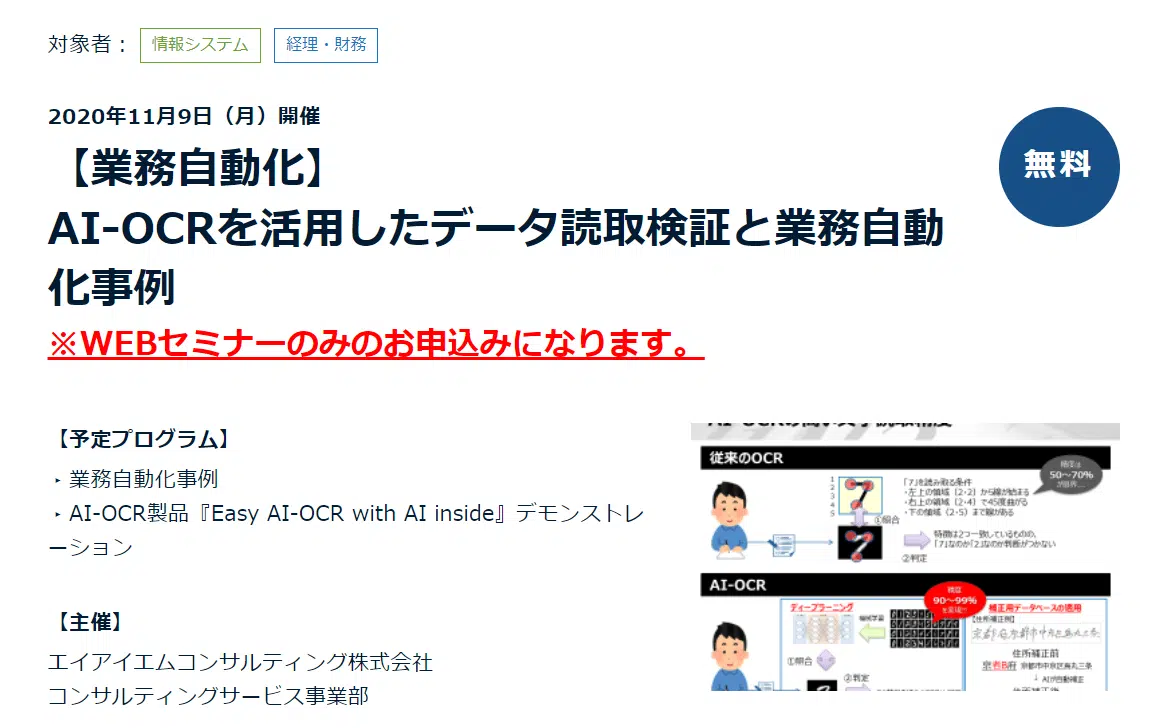 対象者：
情報システム
経理・財務
2020年11月9日（月）開催
【業務自動化】
無料
AI-OCRを活用したデータ読取検証と業務自動
化事例
※WEBセミナーのみのお申込みになります。
【予定プログラム】
‣ 業務自動化事例
‣ AI-OCR製品『Easy AI-OCR with AI inside』デモンストレ
ーション
【主催】
エイアイエムコンサルティング株式会社
コンサルティングサービス事業部
従来のOCR
精度は
50～70%
が限界…
1
2
3
4
5
「7」を読み取る条件
・左上の領域（2・2）から線が始まる
・右上の領域（2・4）で45度曲がる
・下の領域（2・5）まで線がある
①照合
特徴は2つ一致しているものの、
「7」なのか「2」なのか判断がつかない
②判定
AI-OCR
90～99%
を実現!!
ディープラーニング
機械学習
①照合
②判定
補正用データベースの適用
【住所補正例】
住所補正前
京者B府 京都市中京区烏丸三条
↓ AIが自動補正